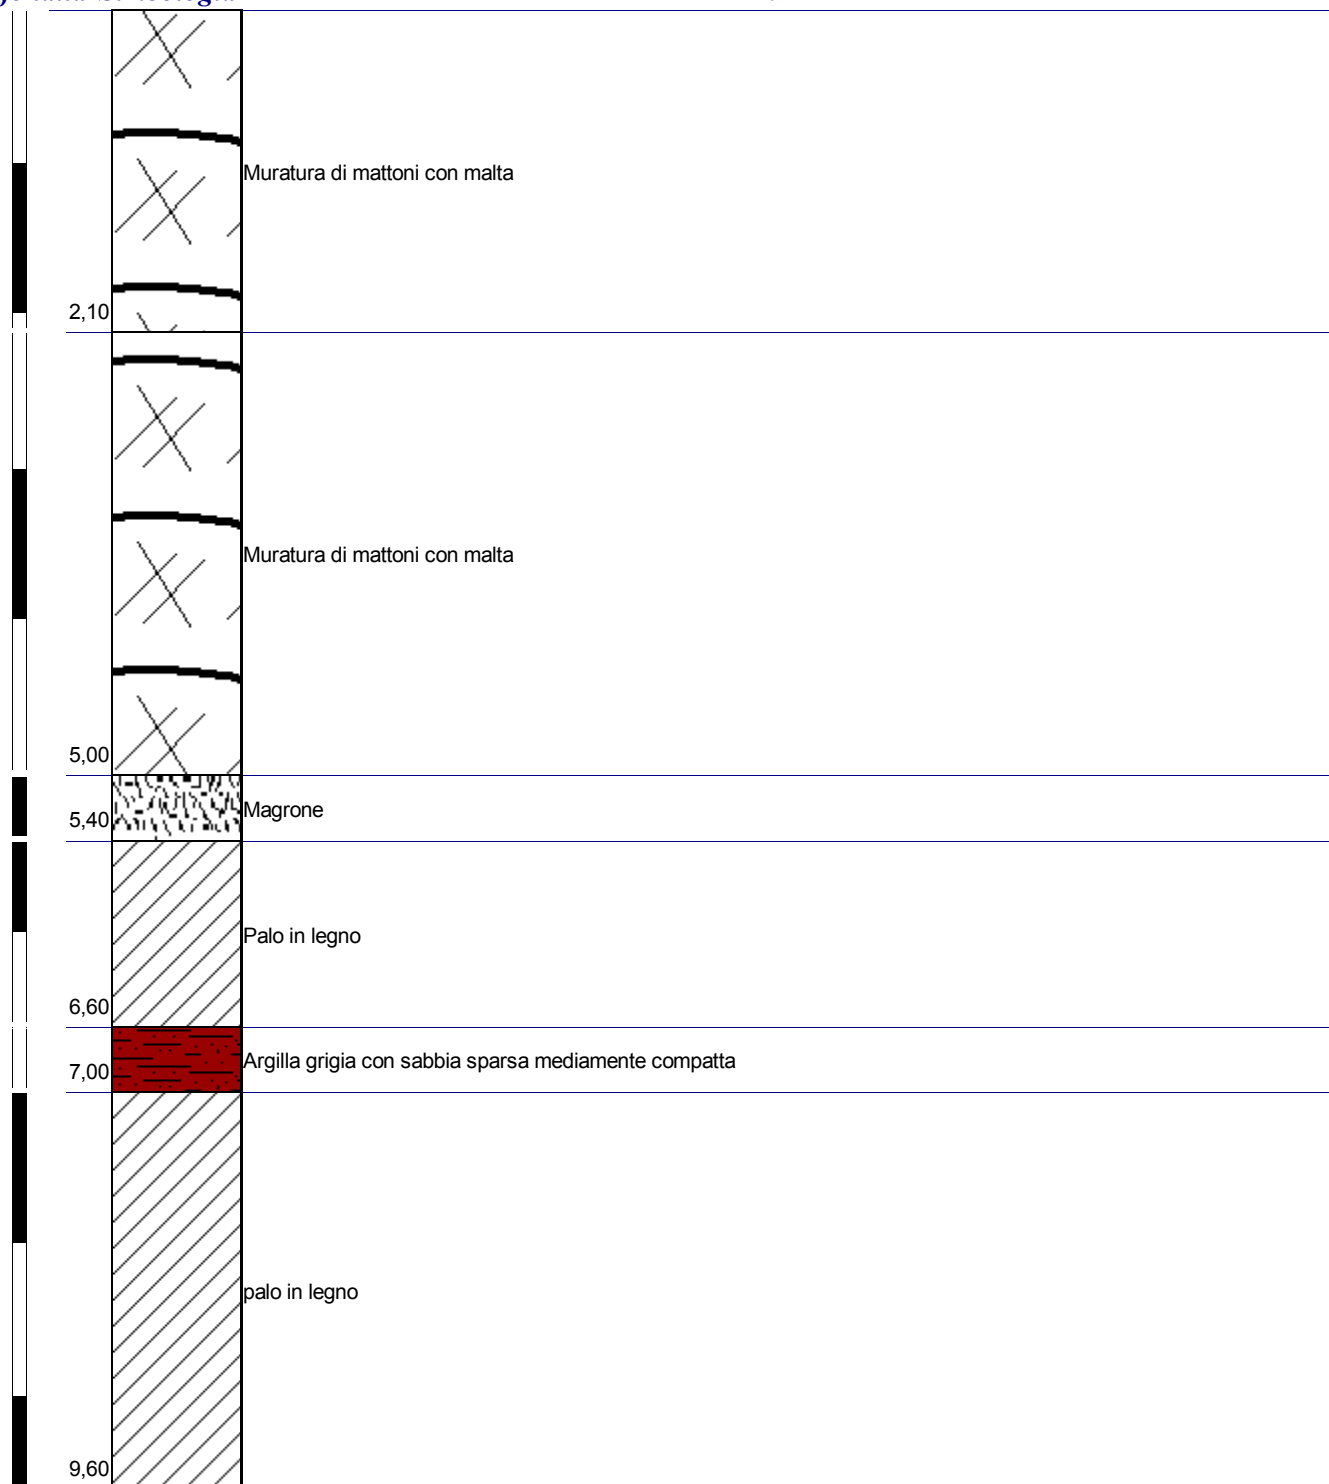 Muratura di mattoni con malta
2,10
Muratura di mattoni con malta
5,00
Magrone
5,40
Palo in legno
6,60
Argilla grigia con sabbia sparsa mediamente compatta
7,00
palo in legno
9,60